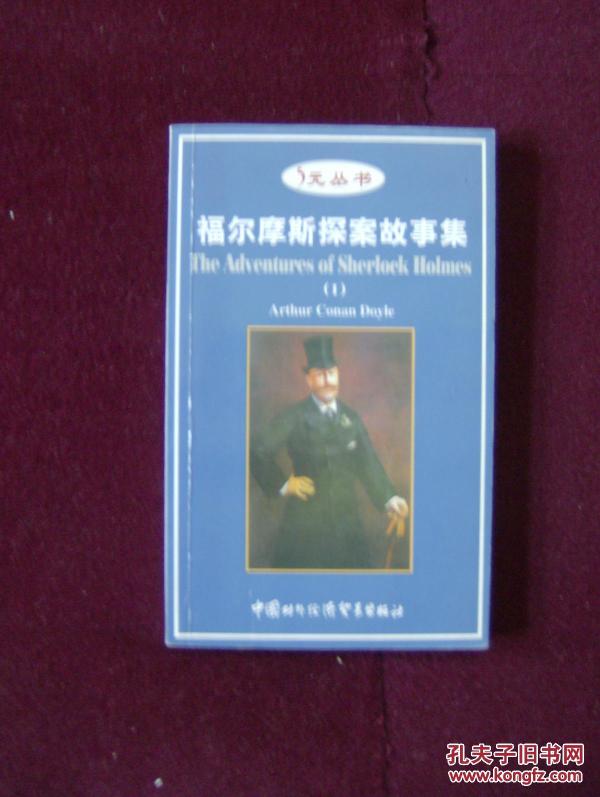 5元丛书
福尔摩斯探案故事集
The Adventures of Sherlock Holmes
(1)
Arthur Conan Doyle
中国对外经济贸易出版社
孔夫子旧书网
www.kongfz.com